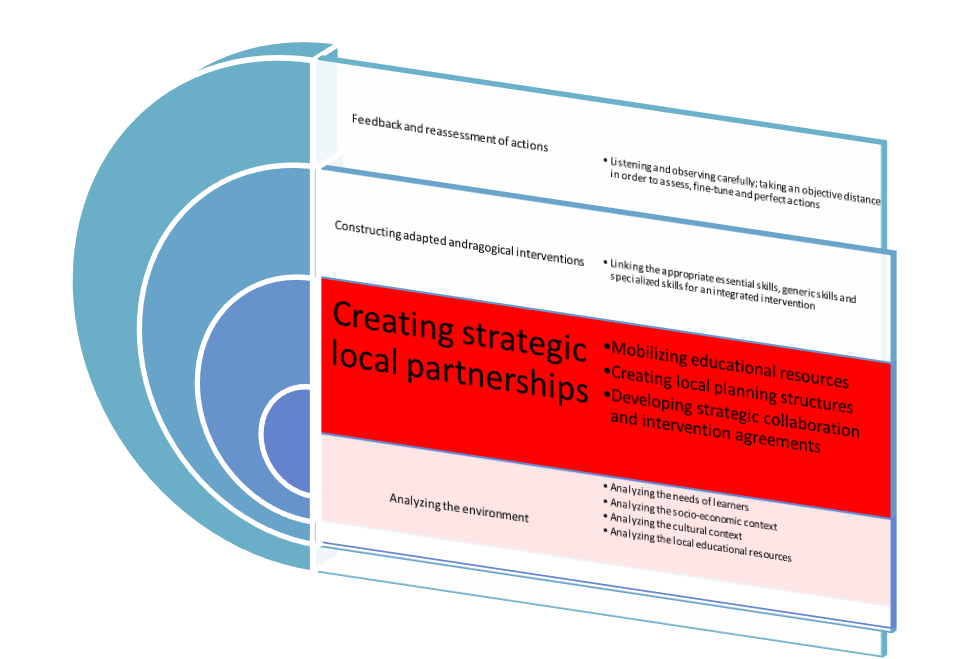 Feedback and reassessment of actions
• Listening and observing carefully; taking an objective distance
in order to assess, fine-tune and perfect actions
Constructing adapted andragogical interventions
• Linking the appropriate essential skills, generic skills and
specialized skills for an integrated intervention
Creating strategic
local partnerships
•Mobilizing educational resources
•Creating local planning structures
•Developing strategic collaboration
and intervention agreements
Analyzing the environment
• Analyzing the needs of learners
• Analyzing the socio-economic context
• Analyzing the cultural context
• Analyzing the local educational resources